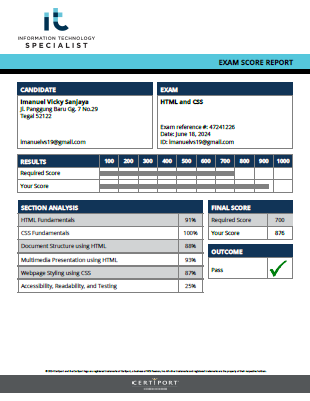 it
INFORMATION TECHNOLOGY
SPECIALIST
EXAM SCORE REPORT
CANDIDATE
Imanuel Vicky Sanjaya
Jl. Panggung Baru Gg. 7 No.29
Tegal 52122
imanuelvs19@gmail.com
EXAM
HTML and CSS
Exam reference #: 47241226
Date: June 18, 2024
ID: imanuelvs19@gmail.com
RESULTS 100 200 300 400 500 600 700 800 900 1000
Required Score
Your Score
SECTION ANALYSIS
HTML Fundamentals 91%
CSS Fundamentals 100%
Document Structure using HTML 88%
Multimedia Presentation using HTML 93%
Webpage Styling using CSS 87%
Accessibility, Readability, and Testing 25%
FINAL SCORE
Required Score 700
Your Score 876
OUTCOME
Pass
CERTIPORT